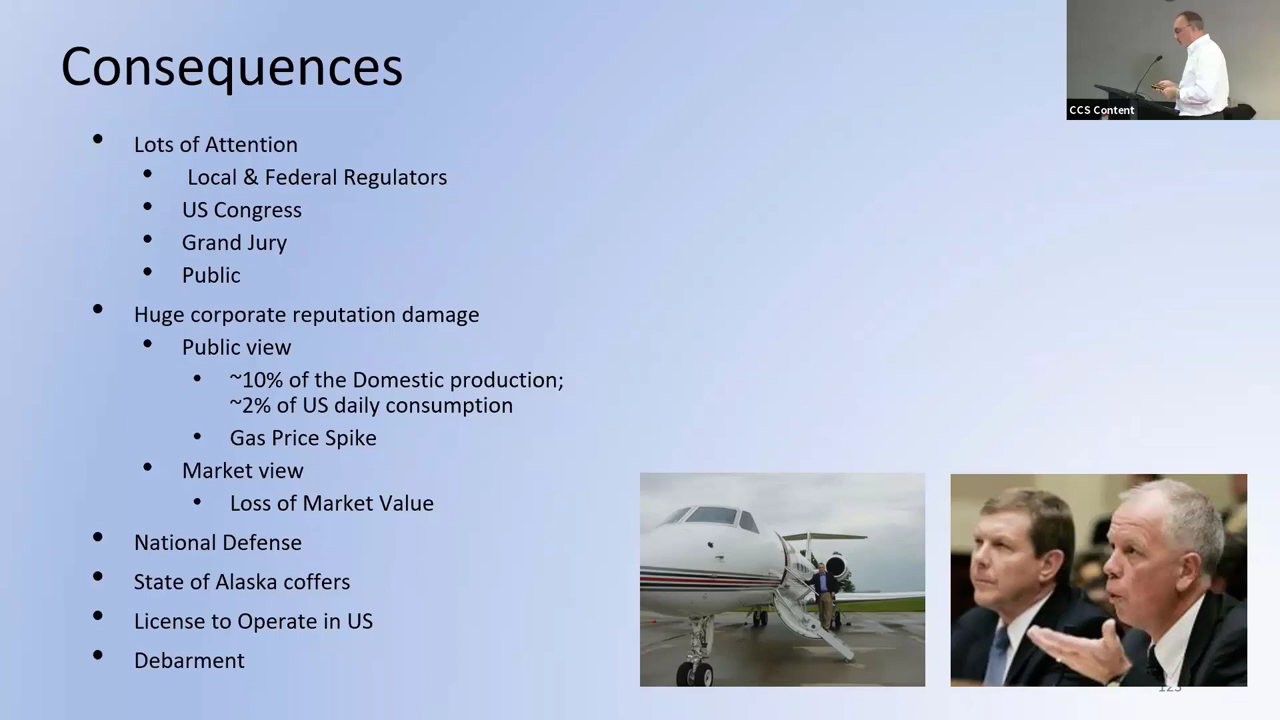 Consequences
CCS Content
• Lots of Attention
• Local & Federal Regulators
• US Congress
• Grand Jury
• Public
• Huge corporate reputation damage
• Public view
• ~10% of the Domestic production;
~2% of US daily consumption
• Gas Price Spike
• Market view
• Loss of Market Value
• National Defense
• State of Alaska coffers
• License to Operate in US
• Debarment